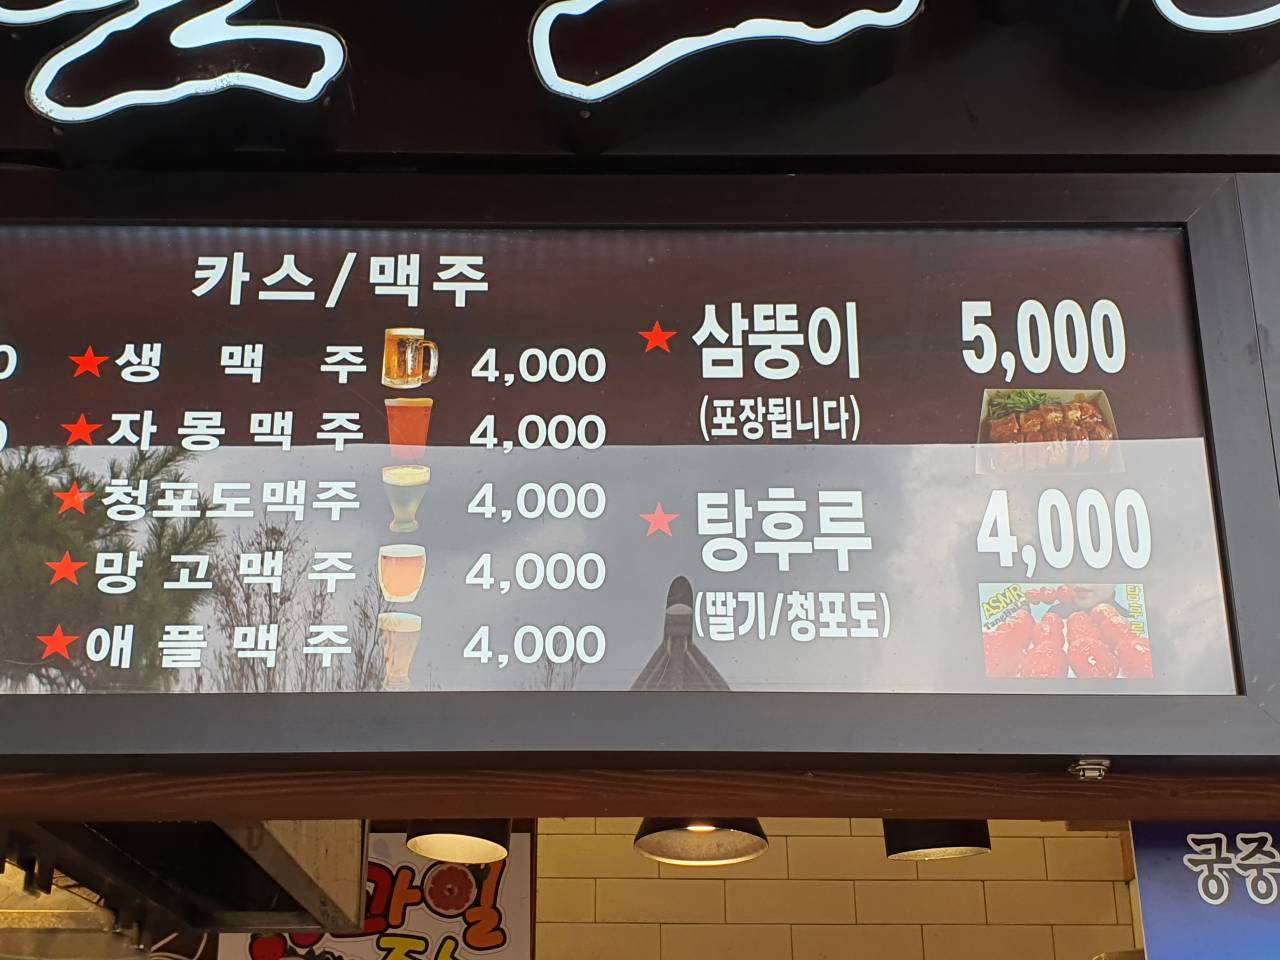 카스/맥주
★생맥주 4,000
★자몽맥주 4,000
★청포도맥주 4,000
★망고맥주 4,000
★애플맥주 4,000
★삼뚱이 5,000
(포장됩니다)
★탕후루 4,000
(딸기/청포도)
ASMR
탕후루
과일
궁중